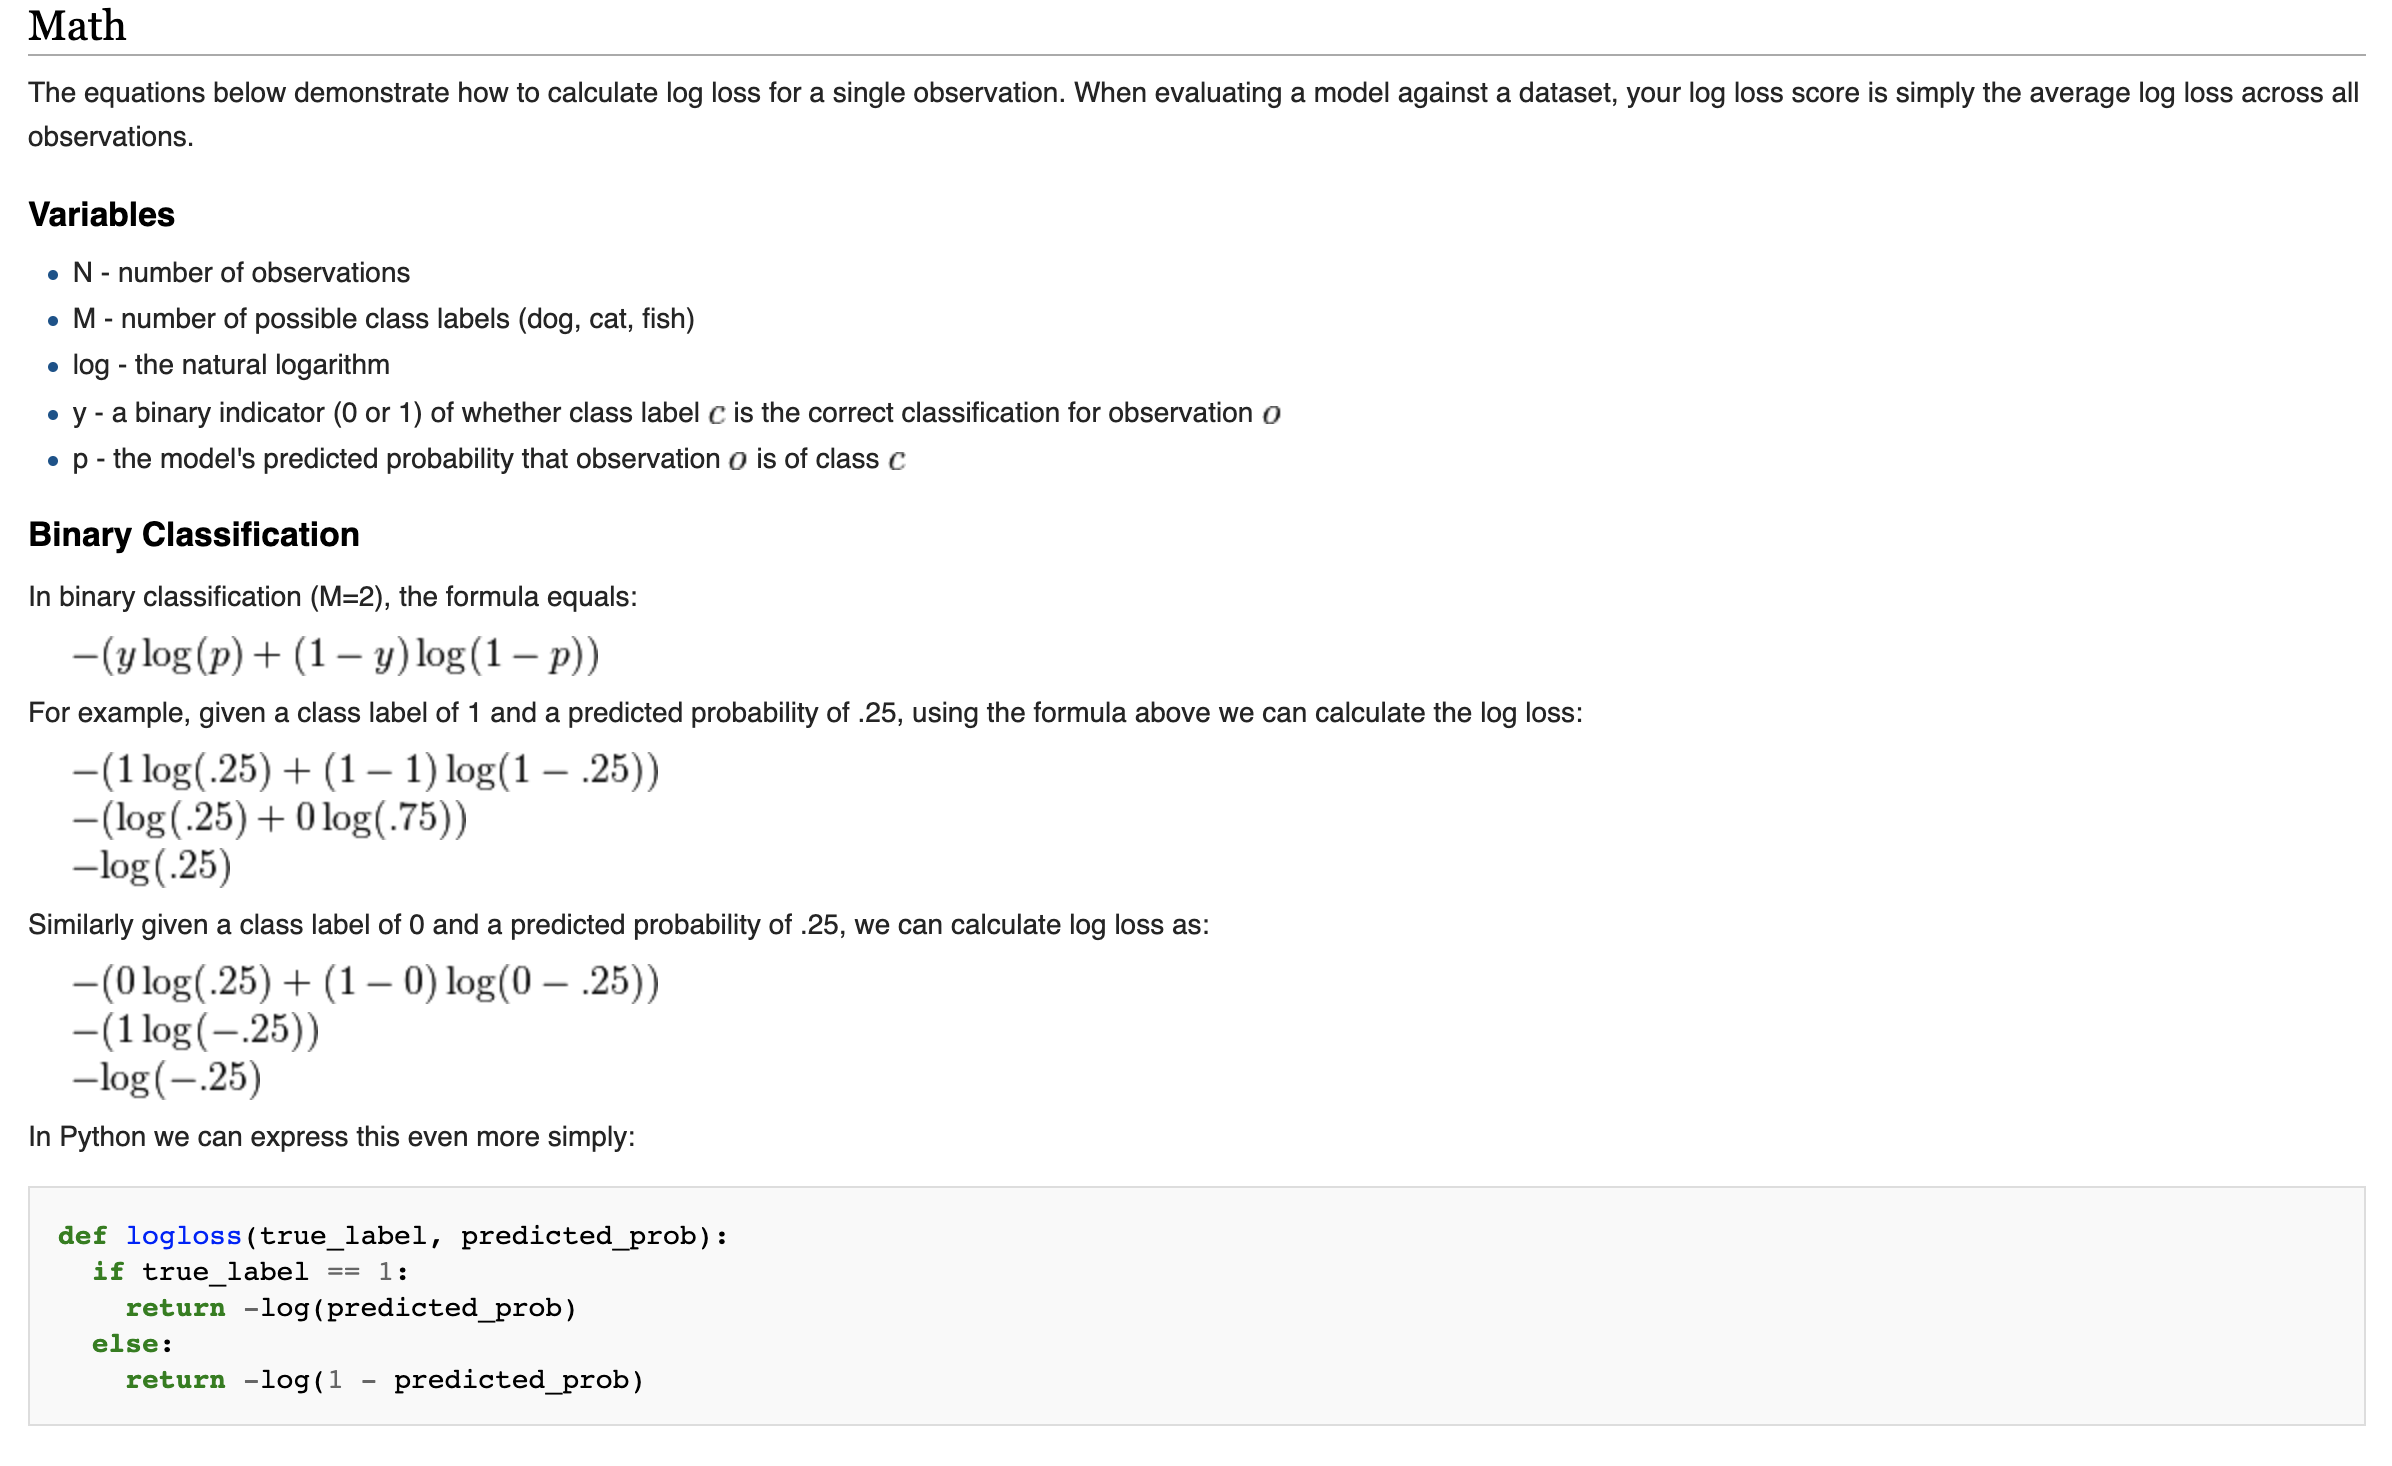 Math
The equations below demonstrate how to calculate log loss for a single observation. When evaluating a model against a dataset, your log loss score is simply the average log loss across all
observations.
Variables
• N - number of observations
• M - number of possible class labels (dog, cat, fish)
• log - the natural logarithm
• y - a binary indicator (0 or 1) of whether class label c is the correct classification for observation o
• p - the model's predicted probability that observation o is of class c
Binary Classification
In binary classification (M=2), the formula equals:
−(y log(p) + (1 − y) log(1 − p))
For example, given a class label of 1 and a predicted probability of .25, using the formula above we can calculate the log loss:
−(1 log(.25) + (1 − 1) log(1 − .25))
−(log(.25) + 0 log(.75))
−log(.25)
Similarly given a class label of 0 and a predicted probability of .25, we can calculate log loss as:
−(0 log(.25) + (1 − 0) log(0 − .25))
−(1 log(−.25))
−log(−.25)
In Python we can express this even more simply:
def logloss(true_label, predicted_prob):
  if true_label == 1:
    return -log(predicted_prob)
  else:
    return -log(1 - predicted_prob)